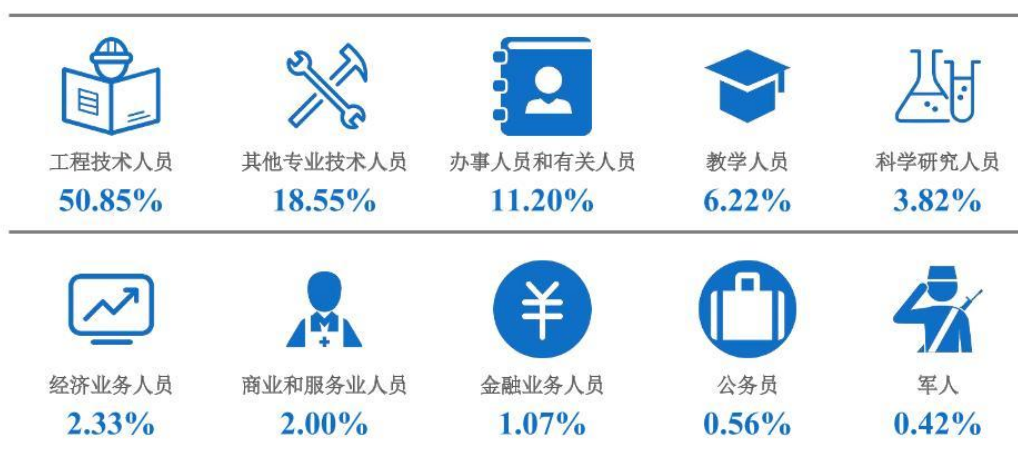 工程技术人员 其他专业技术人员 办事人员和有关人员 教学人员 科学研究人员
50.85% 18.55% 11.20% 6.22% 3.82%
经济业务人员 商业和服务业人员 金融业务人员 公务员 军人
2.33% 2.00% 1.07% 0.56% 0.42%